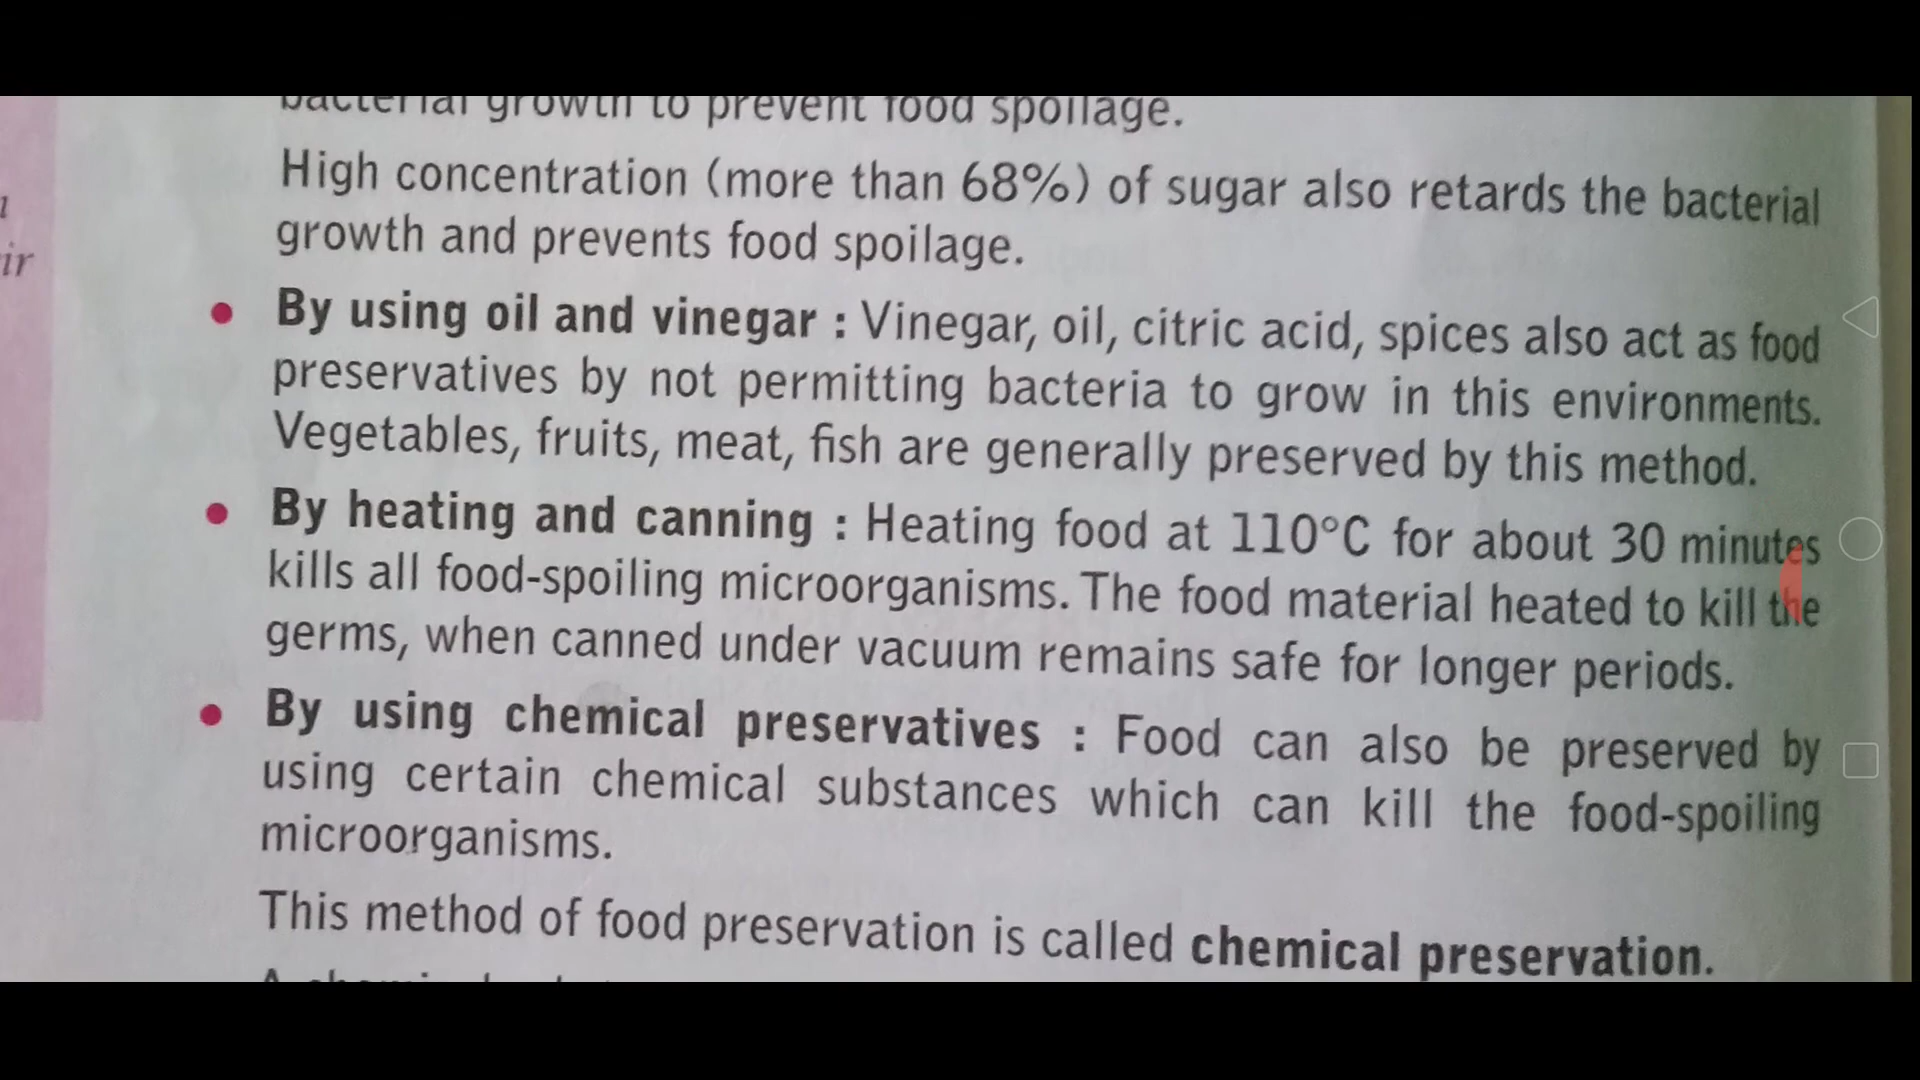 bacterial growth to prevent food spoilage.
High concentration (more than 68%) of sugar also retards the bacterial
growth and prevents food spoilage.
ir
• By using oil and vinegar : Vinegar, oil, citric acid, spices also act as food
preservatives by not permitting bacteria to grow in this environments.
Vegetables, fruits, meat, fish are generally preserved by this method.
• By heating and canning : Heating food at 110°C for about 30 minutes
kills all food-spoiling microorganisms. The food material heated to kill the
germs, when canned under vacuum remains safe for longer periods.
• By using chemical preservatives : Food can also be preserved by
using certain chemical substances which can kill the food-spoiling
microorganisms.
This method of food preservation is called chemical preservation.